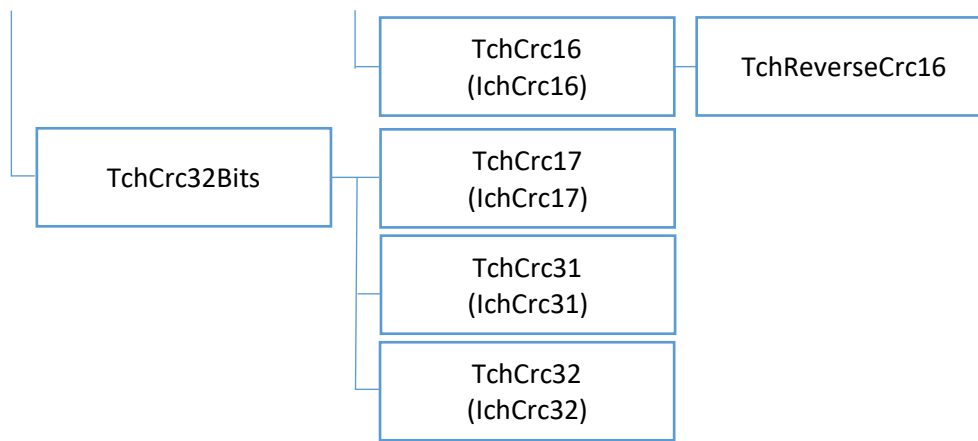 TchCrc16
(IchCrc16)
TchReverseCrc16
TchCrc32Bits
TchCrc17
(IchCrc17)
TchCrc31
(IchCrc31)
TchCrc32
(IchCrc32)